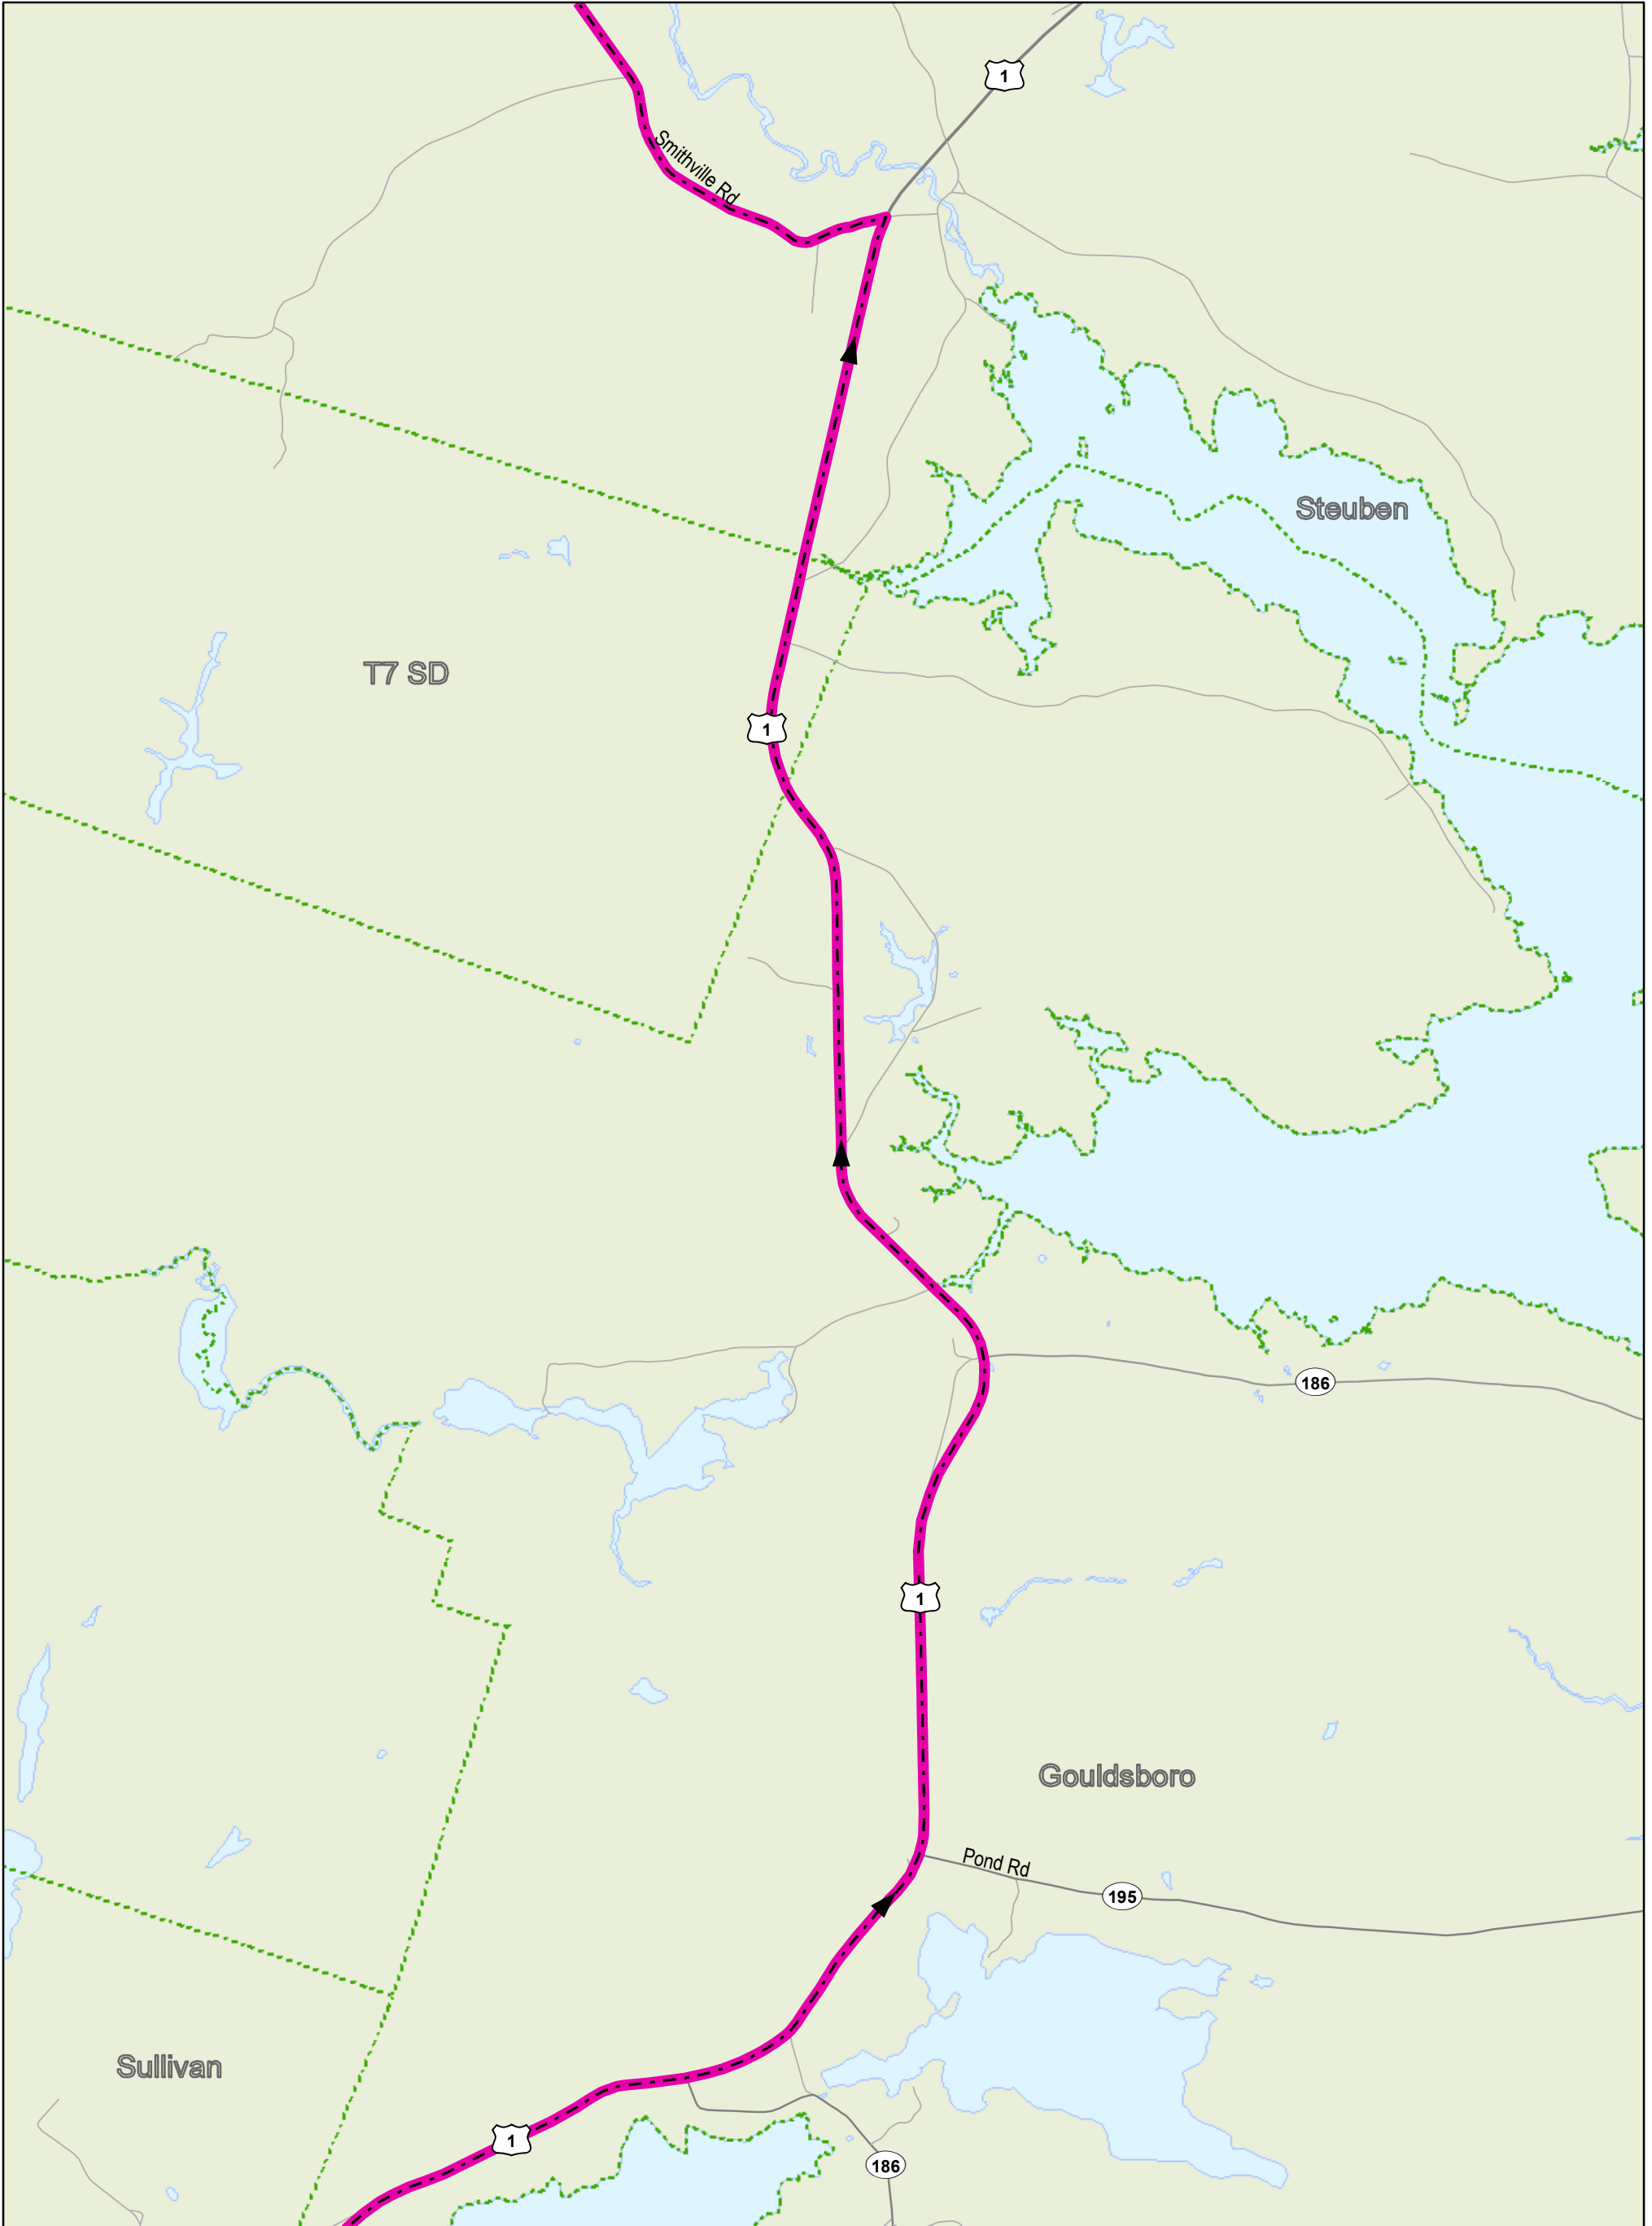 1
Smithville Rd
Steuben
T7 SD
1
186
1
Gouldsboro
Pond Rd
195
Sullivan
1
186